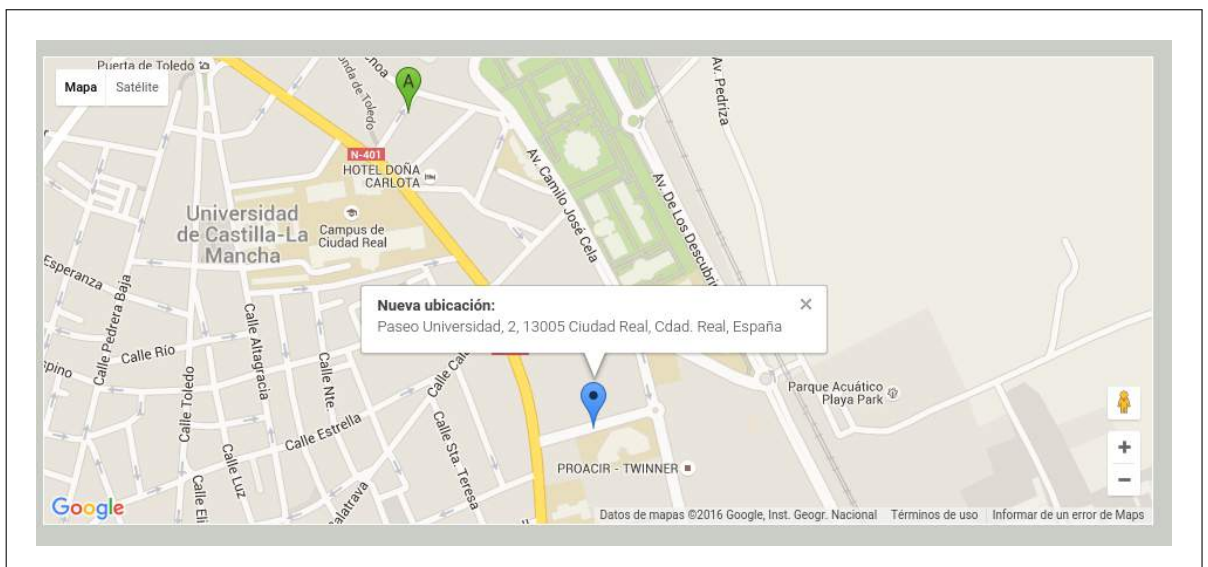 Puerta de Toledo
Mapa Satélite
A
Ronda de Toledo
Av. Pedriza
N-401
HOTEL DOÑA
CARLOTA
Av. Camilo José Cela
Universidad
de Castilla-La
Mancha
Campus de
Ciudad Real
Esperanza
Calle Pedrera Baja
Calle Altagracia
Nueva ubicación:
Paseo Universidad, 2, 13005 Ciudad Real, Cdad. Real, España
Calle Río
Calle Toledo
Calle Nte.
Calle Estrella
Calle Sta. Teresa
Calle Luz
Parque Acuático
Playa Park
PROACIR - TWINNER
+
−
Google
Datos de mapas ©2016 Google, Inst. Geogr. Nacional Términos de uso Informar de un error de Maps